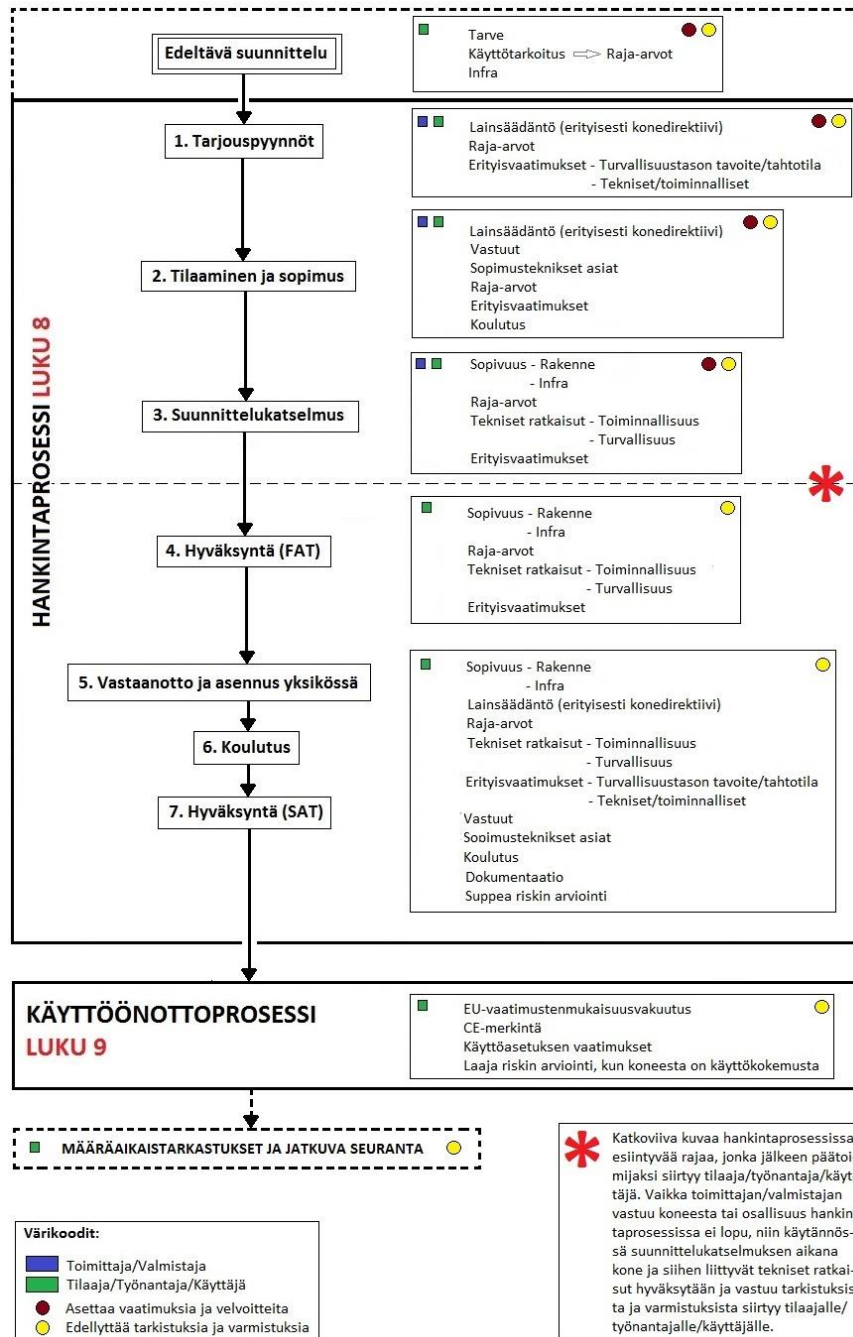 Edeltävä suunnittelu
Tarve
Käyttötarkoitus ⇨ Raja-arvot
Infra
HANKINTAPROSESSI LUKU 8
1. Tarjouspyynnöt
Lainsäädäntö (erityisesti konedirektiivi)
Raja-arvot
Erityisvaatimukset - Turvallisuustason tavoite/tahtotila
- Tekniset/toiminnalliset
2. Tilaaminen ja sopimus
Lainsäädäntö (erityisesti konedirektiivi)
Vastuut
Sopimusteknikset asiat
Raja-arvot
Erityisvaatimukset
Koulutus
3. Suunnittelukatselmus
Sopivuus - Rakenne
- Infra
Raja-arvot
Tekniset ratkaisut - Toiminnallisuus
- Turvallisuus
Erityisvaatimukset
*
4. Hyväksyntä (FAT)
Sopivuus - Rakenne
- Infra
Raja-arvot
Tekniset ratkaisut - Toiminnallisuus
- Turvallisuus
Erityisvaatimukset
5. Vastaanotto ja asennus yksikössä
6. Koulutus
7. Hyväksyntä (SAT)
Sopivuus - Rakenne
- Infra
Lainsäädäntö (erityisesti konedirektiivi)
Raja-arvot
Tekniset ratkaisut - Toiminnallisuus
- Turvallisuus
Erityisvaatimukset - Turvallisuustason tavoite/tahtotila
- Tekniset/toiminnalliset
Vastuut
Sopimusteknikset asiat
Koulutus
Dokumentaatio
Suppea riskin arviointi
KÄYTTÖÖNOTTOPROSESSI
LUKU 9
EU-vaatimustenmukaisuusvakuutus
CE-merkintä
Käyttöasetuksen vaatimukset
Laaja riskin arviointi, kun koneesta on käyttökokemusta
MÄÄRÄAIKAISTARKASTUKSET JA JATKUVA SEURANTA
Värikoodit:
Toimittaja/Valmistaja
Tilaaja/Työnantaja/Käyttäjä
Asettaa vaatimuksia ja velvoitteita
Edellyttää tarkistuksia ja varmistuksia
* Katkoviiva kuvaa hankintaprosessissa
esiintyvää rajaa, jonka jälkeen päätoi-
mijaksi siirtyy tilaaja/työnantaja/käyt-
täjä. Vaikka toimittajan/valmistajan
vastuu koneesta tai osallisuus hankin-
taprosessissa ei lopu, niin käytännös-
sä suunnittelukatselmuksen aikana
kone ja siihen liittyvät tekniset ratkai-
sut hyväksytään ja vastuu tarkistuksis-
ta ja varmistuksista siirtyy tilaajalle/
työnantajalle/käyttäjälle.